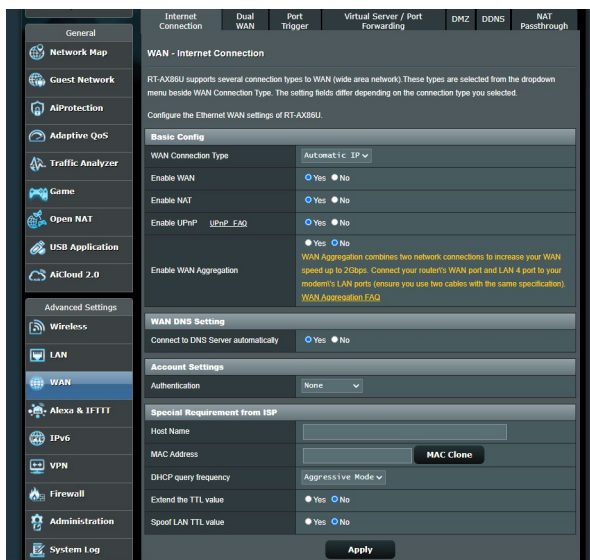 Internet Connection
Dual WAN
Port Trigger
Virtual Server / Port Forwarding
DMZ
DDNS
NAT Passthrough
General
Network Map
Guest Network
AiProtection
Adaptive QoS
Traffic Analyzer
Game
Open NAT
USB Application
AiCloud 2.0
Advanced Settings
Wireless
LAN
WAN
Alexa & IFTTT
IPv6
VPN
Firewall
Administration
System Log
WAN - Internet Connection
RT-AX86U supports several connection types to WAN (wide area network).These types are selected from the dropdown
menu beside WAN Connection Type. The setting fields differ depending on the connection type you selected.
Configure the Ethernet WAN settings of RT-AX86U.
Basic Config
WAN Connection Type Automatic IP
Enable WAN Yes No
Enable NAT Yes No
Enable UPnP UPnP FAQ Yes No
Enable WAN Aggregation Yes No
WAN Aggregation combines two network connections to increase your WAN
speed up to 2Gbps. Connect your router\'s WAN port and LAN 4 port to your
modem\'s LAN ports (ensure you use two cables with the same specification).
WAN Aggregation FAQ
WAN DNS Setting
Connect to DNS Server automatically Yes No
Account Settings
Authentication None
Special Requirement from ISP
Host Name
MAC Address MAC Clone
DHCP query frequency Aggressive Mode
Extend the TTL value Yes No
Spoof LAN TTL value Yes No
Apply